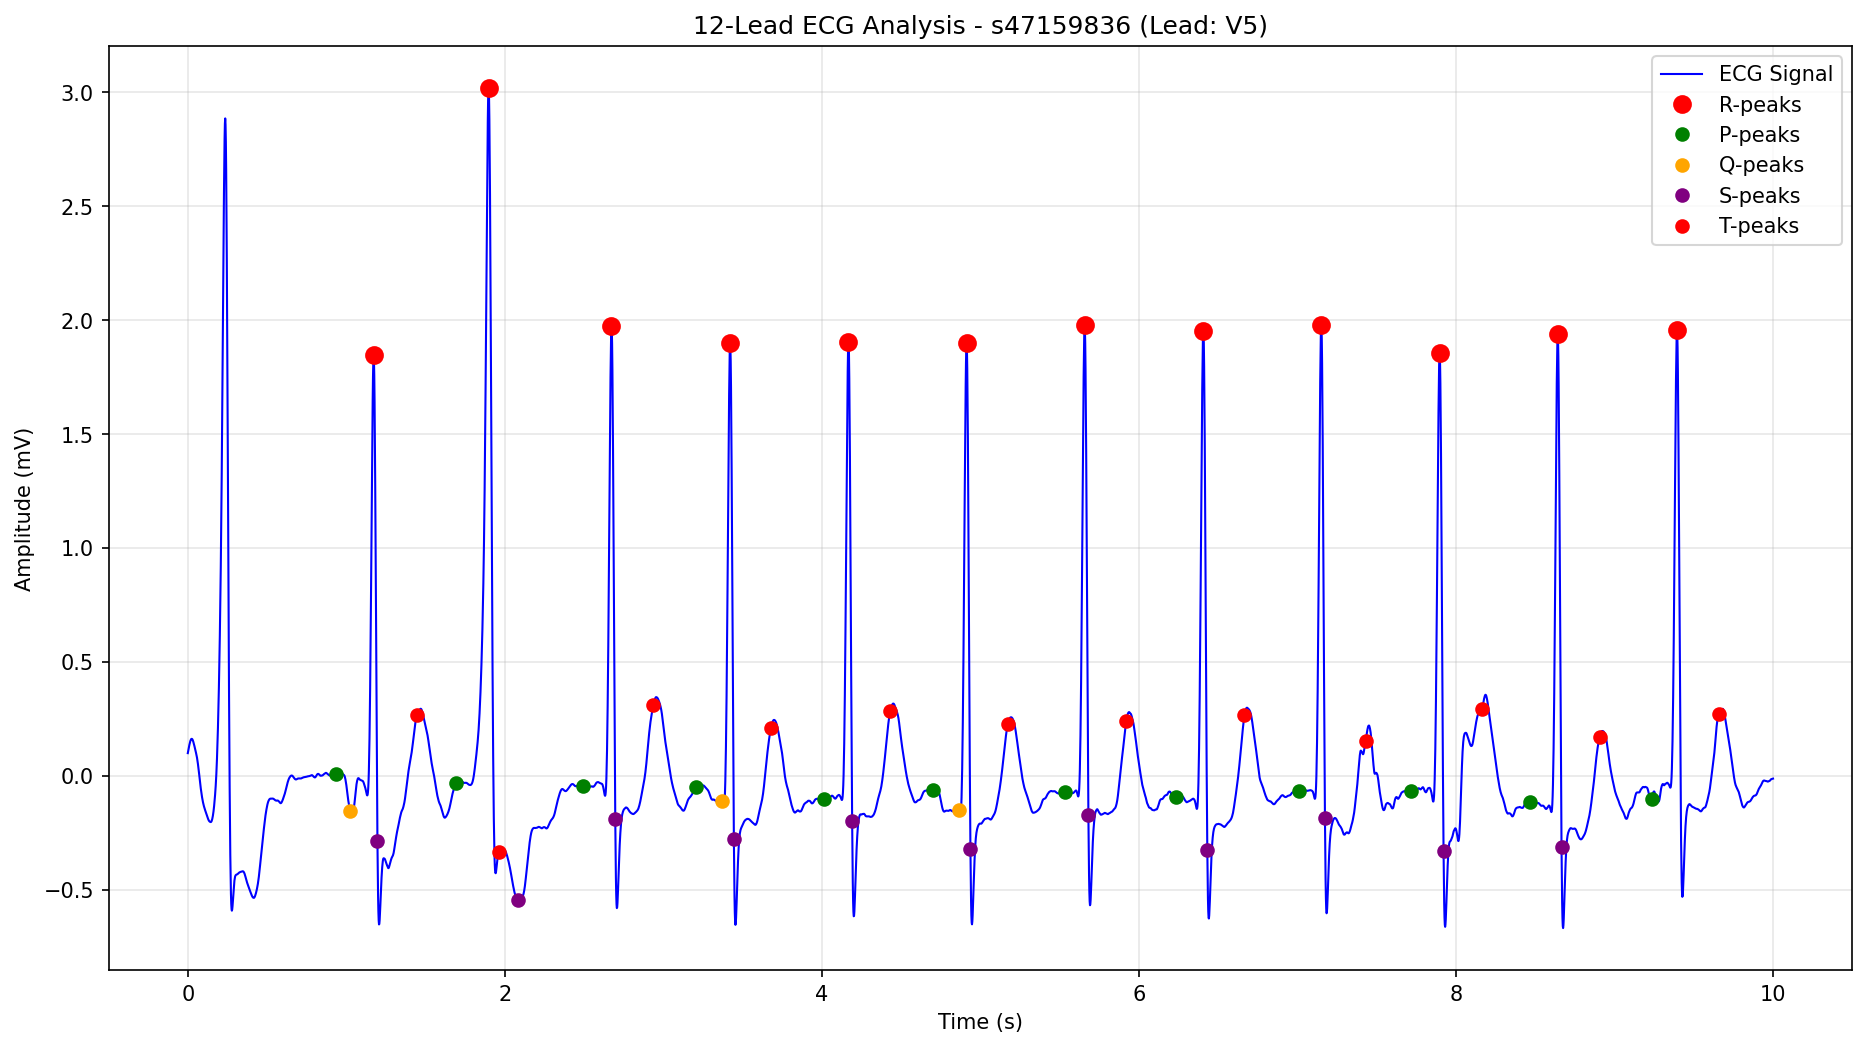 12-Lead ECG Analysis - s47159836 (Lead: V5)
ECG Signal
R-peaks
P-peaks
Q-peaks
S-peaks
T-peaks
Amplitude (mV)
3.0
2.5
2.0
1.5
1.0
0.5
0.0
−0.5
0 2 4 6 8 10
Time (s)